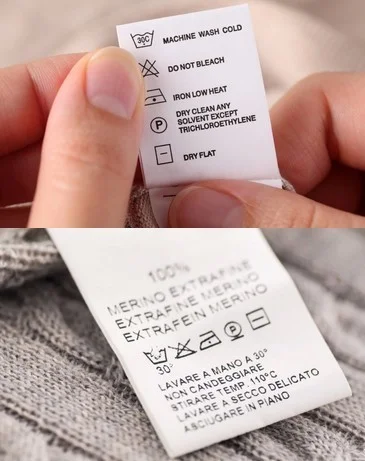 30C MACHINE WASH COLD
DO NOT BLEACH
IRON LOW HEAT
DRY CLEAN ANY
SOLVENT EXCEPT
TRICHLOROETHYLENE
P
DRY FLAT
100%
MERINO EXTRAFINE
EXTRAFINE MERINO
EXTRAFEIN MERINO
P
30°
LAVARE A MANO A 30°
NON CANDEGGIARE
STIRARE TEMP. 110°C
LAVARE A SECCO DELICATO
ASCIUGARE IN PIANO